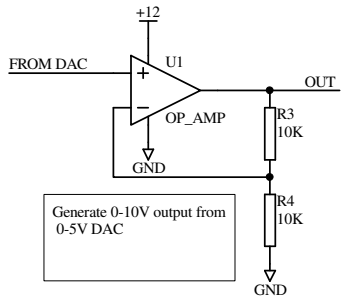 +12
U1
FROM DAC
+
−
OUT
OP_AMP
GND
R3
10K
R4
10K
Generate 0-10V output from
0-5V DAC
GND